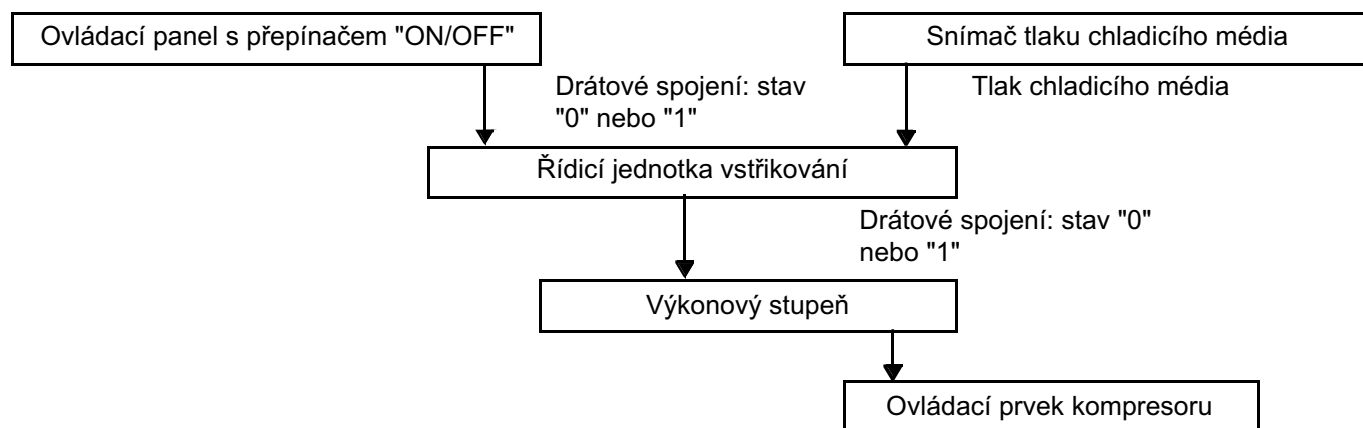 Ovládací panel s přepínačem "ON/OFF"
Snímač tlaku chladicího média
Drátové spojení: stav
"0" nebo "1"
Tlak chladicího média
Řídicí jednotka vstřikování
Drátové spojení: stav "0"
nebo "1"
Výkonový stupeň
Ovládací prvek kompresoru